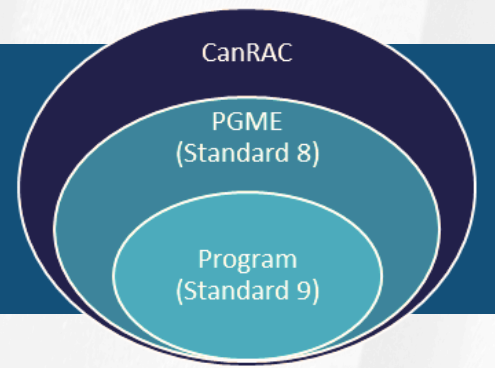 CanRAC
PGME
(Standard 8)
Program
(Standard 9)